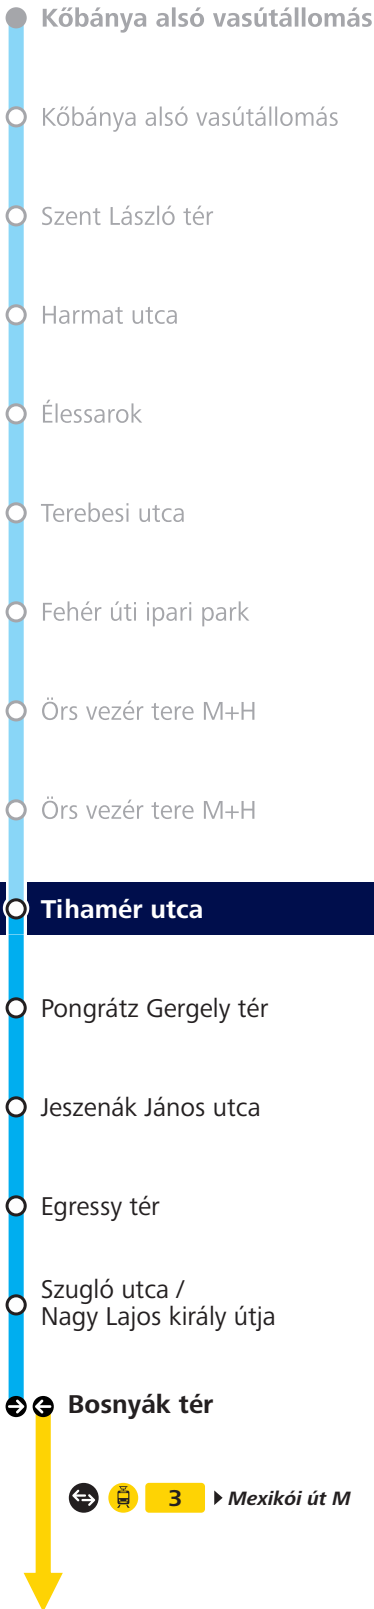 Kőbánya alsó vasútállomás
Kőbánya alsó vasútállomás
Szent László tér
Harmat utca
Élessarok
Terebesi utca
Fehér úti ipari park
Örs vezér tere M+H
Örs vezér tere M+H
Tihamér utca
Pongrátz Gergely tér
Jeszenák János utca
Egressy tér
Szugló utca /
Nagy Lajos király útja
Bosnyák tér
3 Mexikói út M